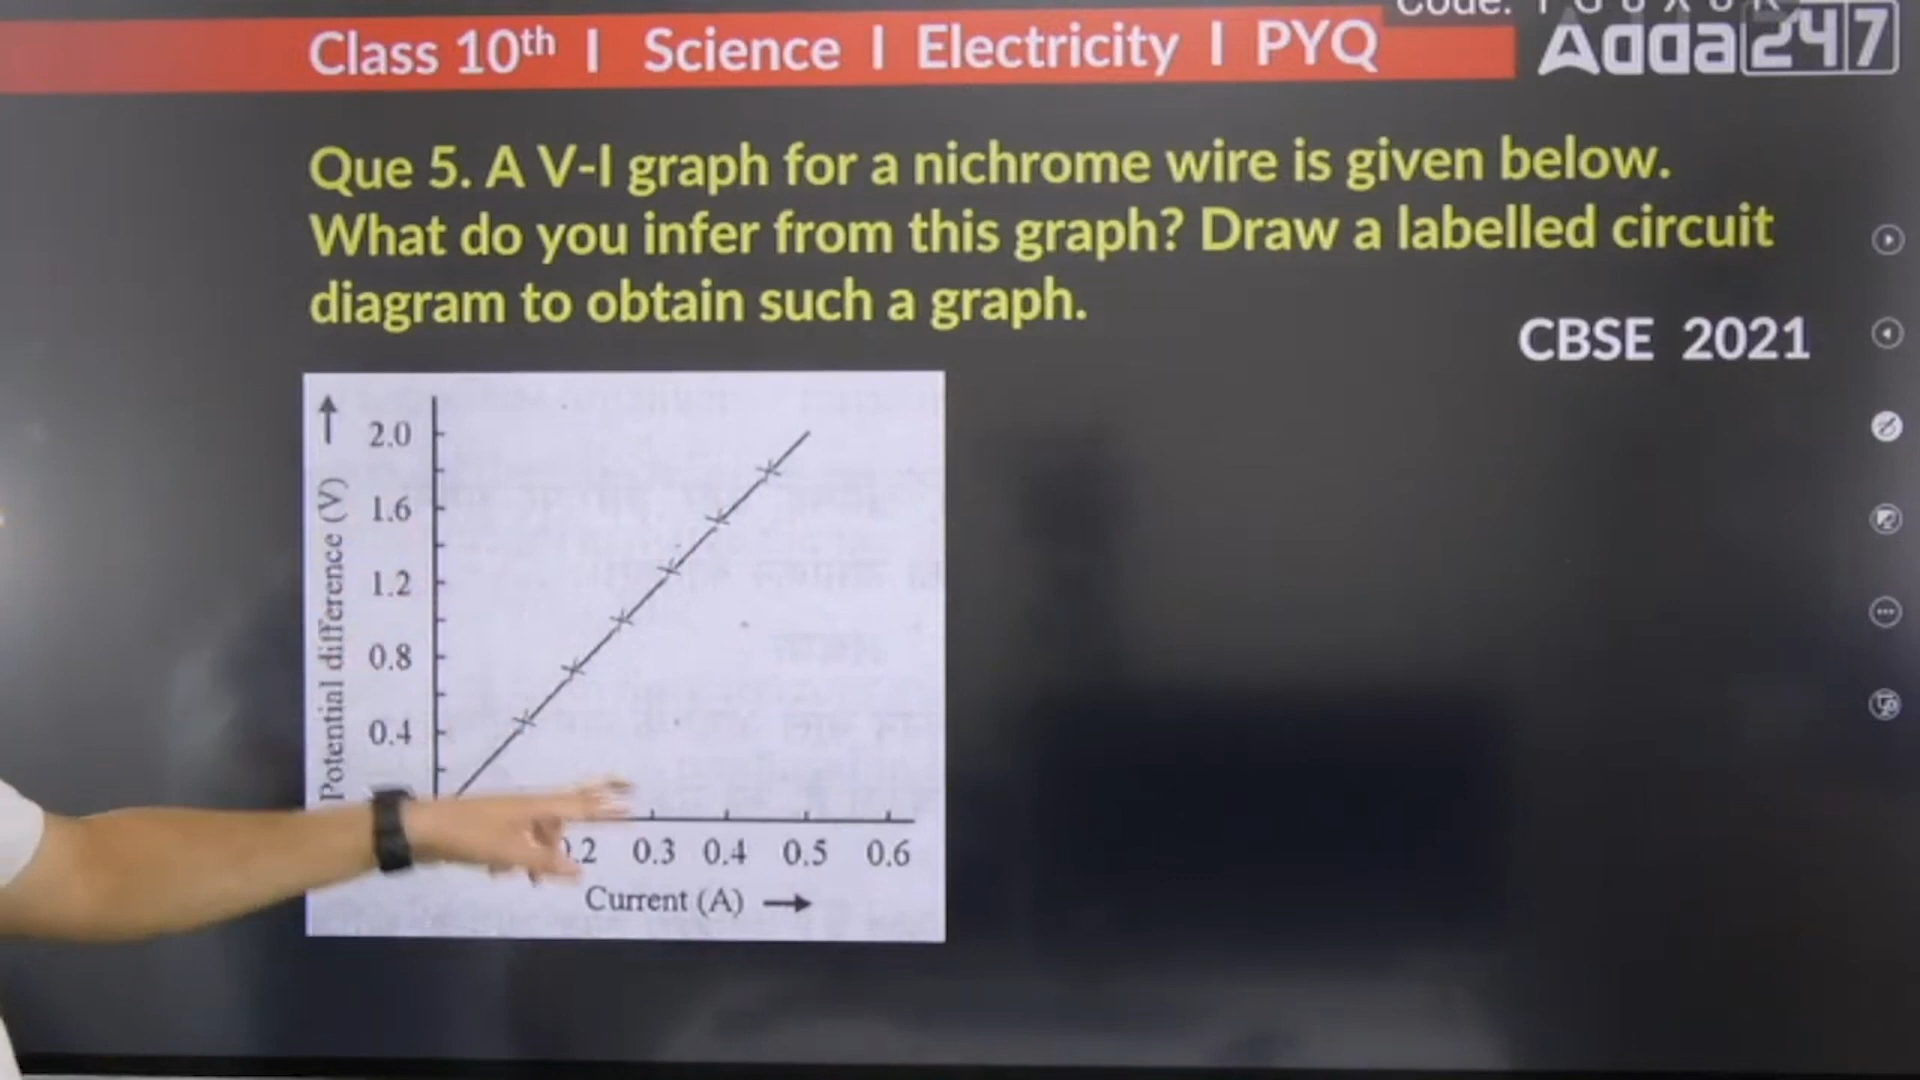 Class 10th I Science I Electricity I PYQ
Adda 247
Que 5. A V-I graph for a nichrome wire is given below.
What do you infer from this graph? Draw a labelled circuit
diagram to obtain such a graph.
CBSE 2021
Potential difference (V)
2.0
1.6
1.2
0.8
0.4
0.3 0.4 0.5 0.6
Current (A)